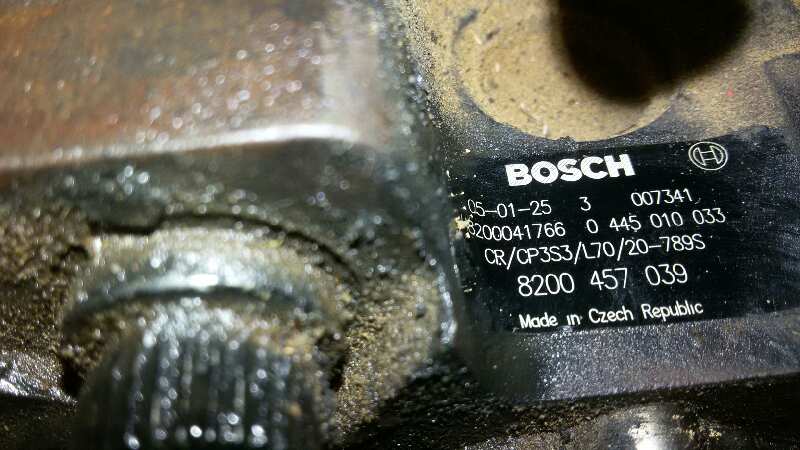 BOSCH
05-01-25 3 007341
8200041766 0 445 010 033
CR/CP3S3/L70/20-789S
8200 457 039
Made in Czech Republic